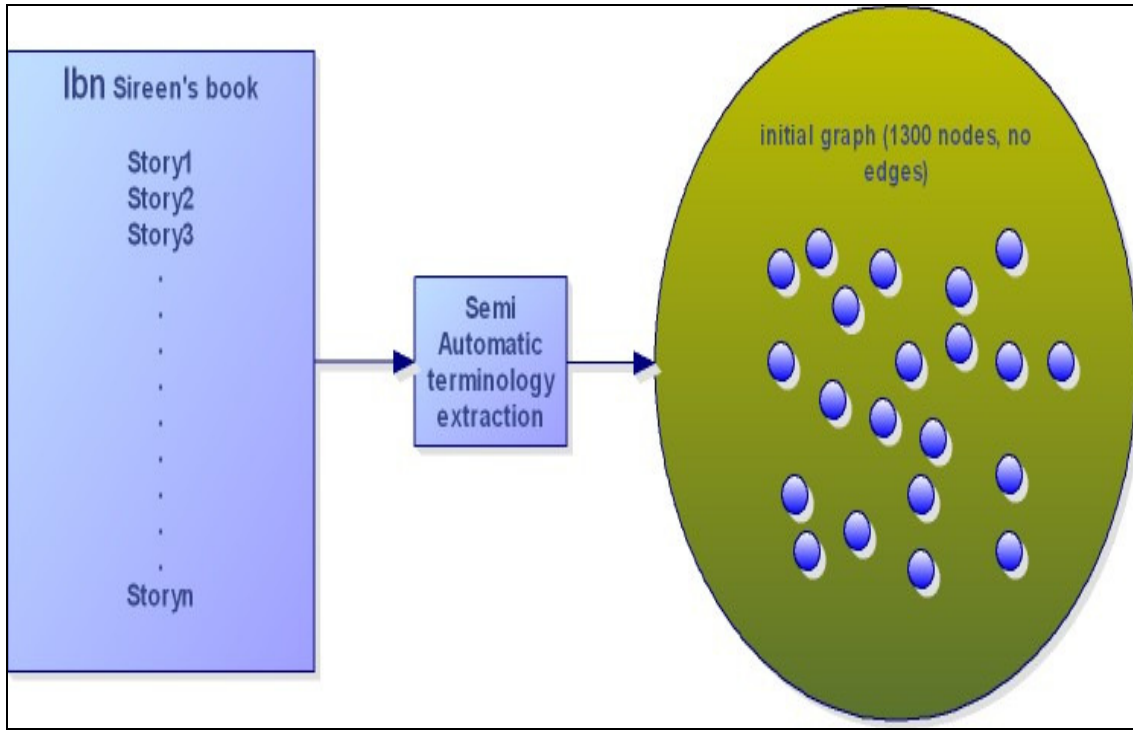 Ibn Sireen's book
Story1
Story2
Story3
.
.
.
.
.
.
.
.
.
Storyn
Semi
Automatic
terminology
extraction
initial graph (1300 nodes, no
edges)